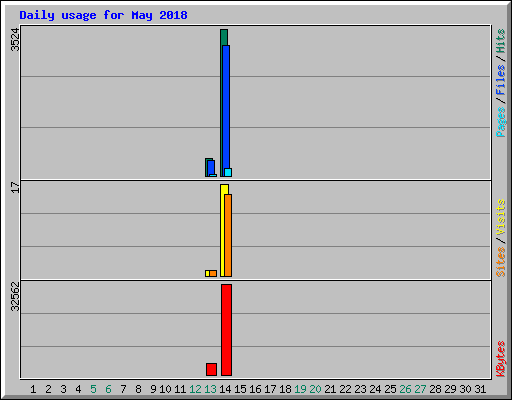 Daily usage for May 2018
3524
Pages/Files/Hits
17
Sites/Visits
32562
KBytes
1 2 3 4 5 6 7 8 9 10 11 12 13 14 15 16 17 18 19 20 21 22 23 24 25 26 27 28 29 30 31